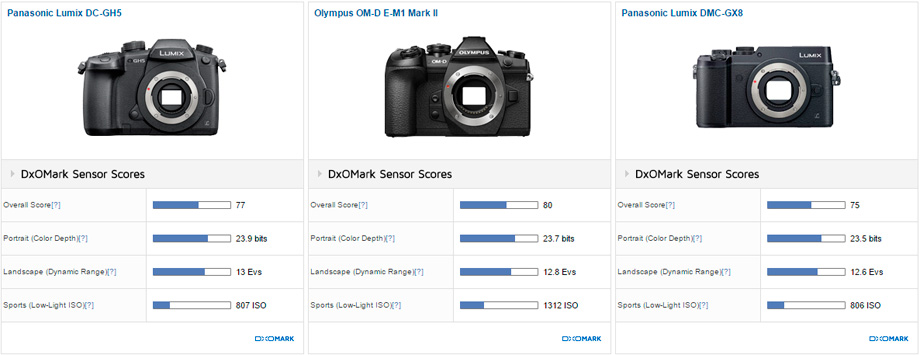 Panasonic Lumix DC-GH5
LUMIX
GH5
DxOMark Sensor Scores
Overall Score[?] 77
Portrait (Color Depth)[?] 23.9 bits
Landscape (Dynamic Range)[?] 13 Evs
Sports (Low-Light ISO)[?] 807 ISO
DXOMARK
Olympus OM-D E-M1 Mark II
OLYMPUS
OM-D
DxOMark Sensor Scores
Overall Score[?] 80
Portrait (Color Depth)[?] 23.7 bits
Landscape (Dynamic Range)[?] 12.8 Evs
Sports (Low-Light ISO)[?] 1312 ISO
DXOMARK
Panasonic Lumix DMC-GX8
LUMIX
DxOMark Sensor Scores
Overall Score[?] 75
Portrait (Color Depth)[?] 23.5 bits
Landscape (Dynamic Range)[?] 12.6 Evs
Sports (Low-Light ISO)[?] 806 ISO
DXOMARK